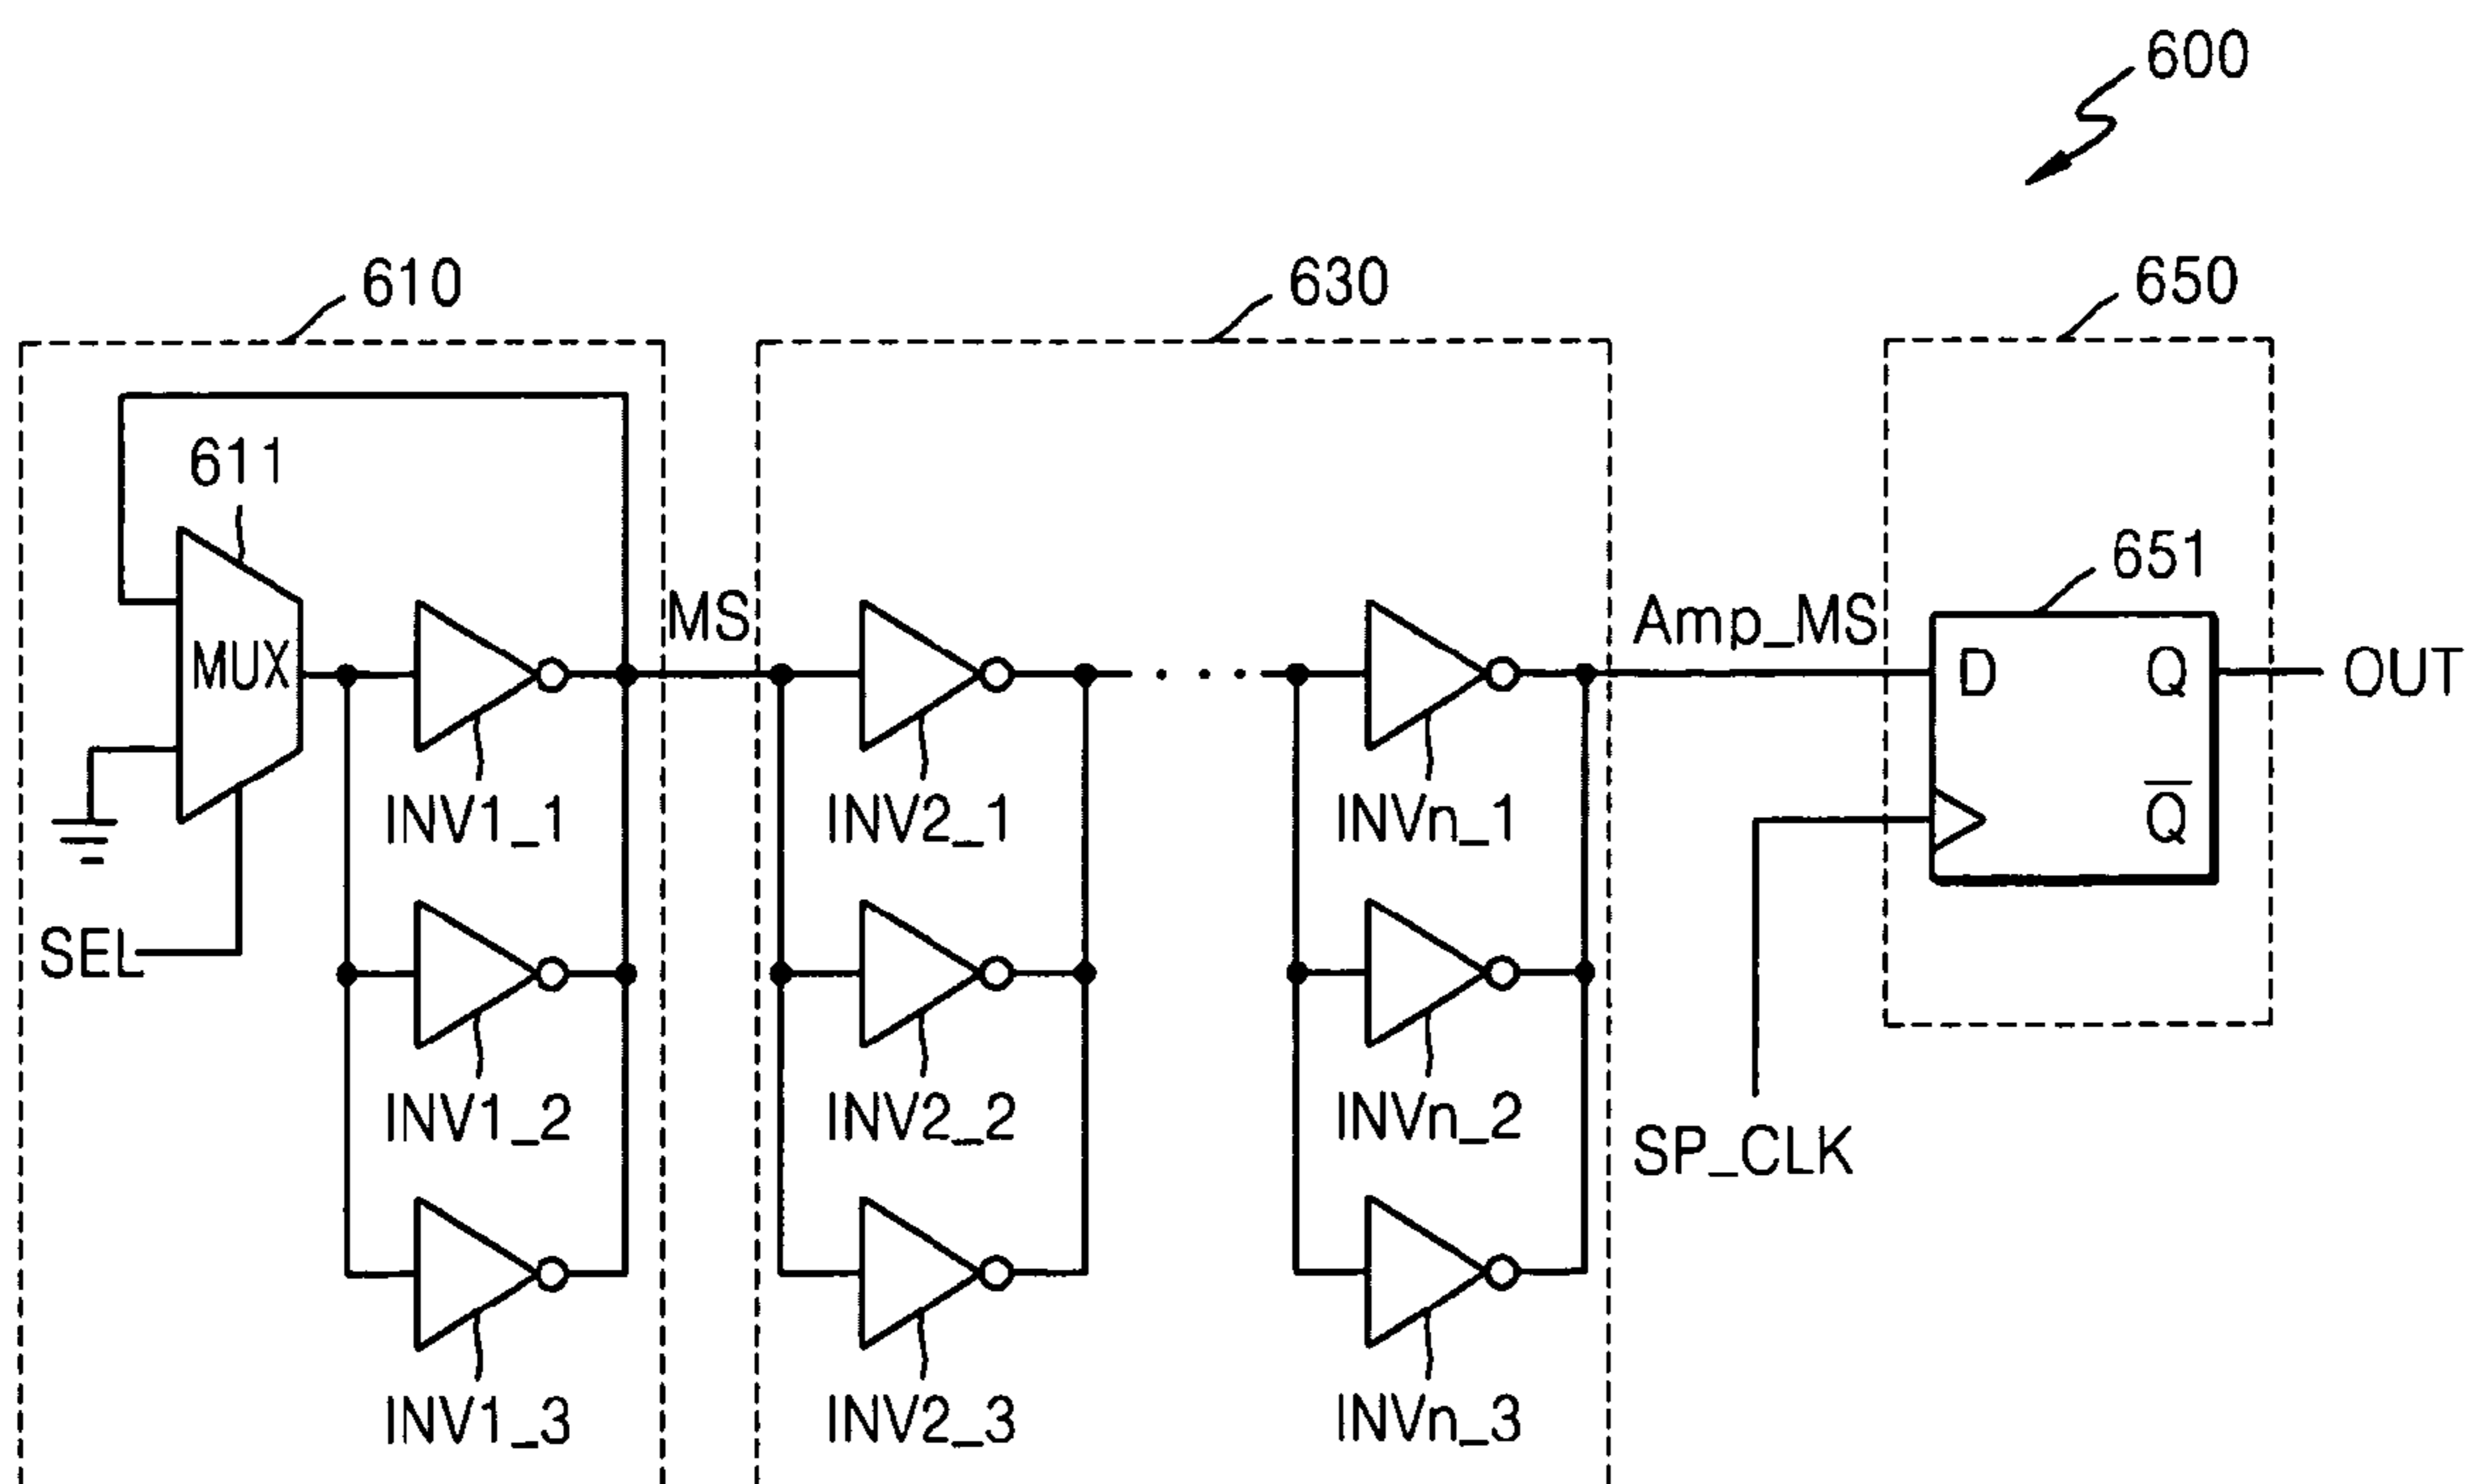 600
610
630
650
611
651
MS
Amp_MS
MUX
D
Q
OUT
INV1_1
INV2_1
INVn_1
Q̅
SEL
INV1_2
INV2_2
INVn_2
SP_CLK
INV1_3
INV2_3
INVn_3